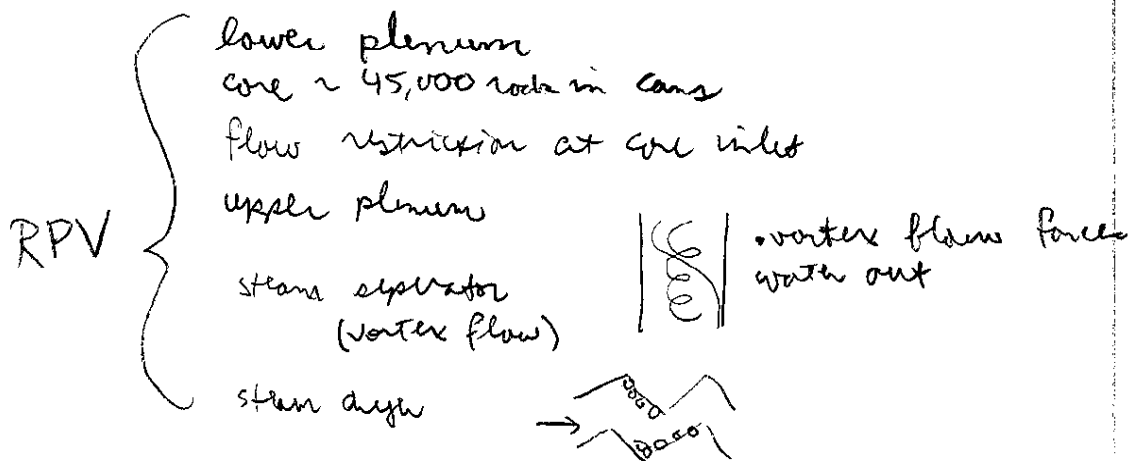 lower plenum
core ~ 45,000 rods in cans
flow restriction at core inlet
upper plenum
RPV
steam seperator
(vortex flow)
• vortex flow forces
water out
steam dryer